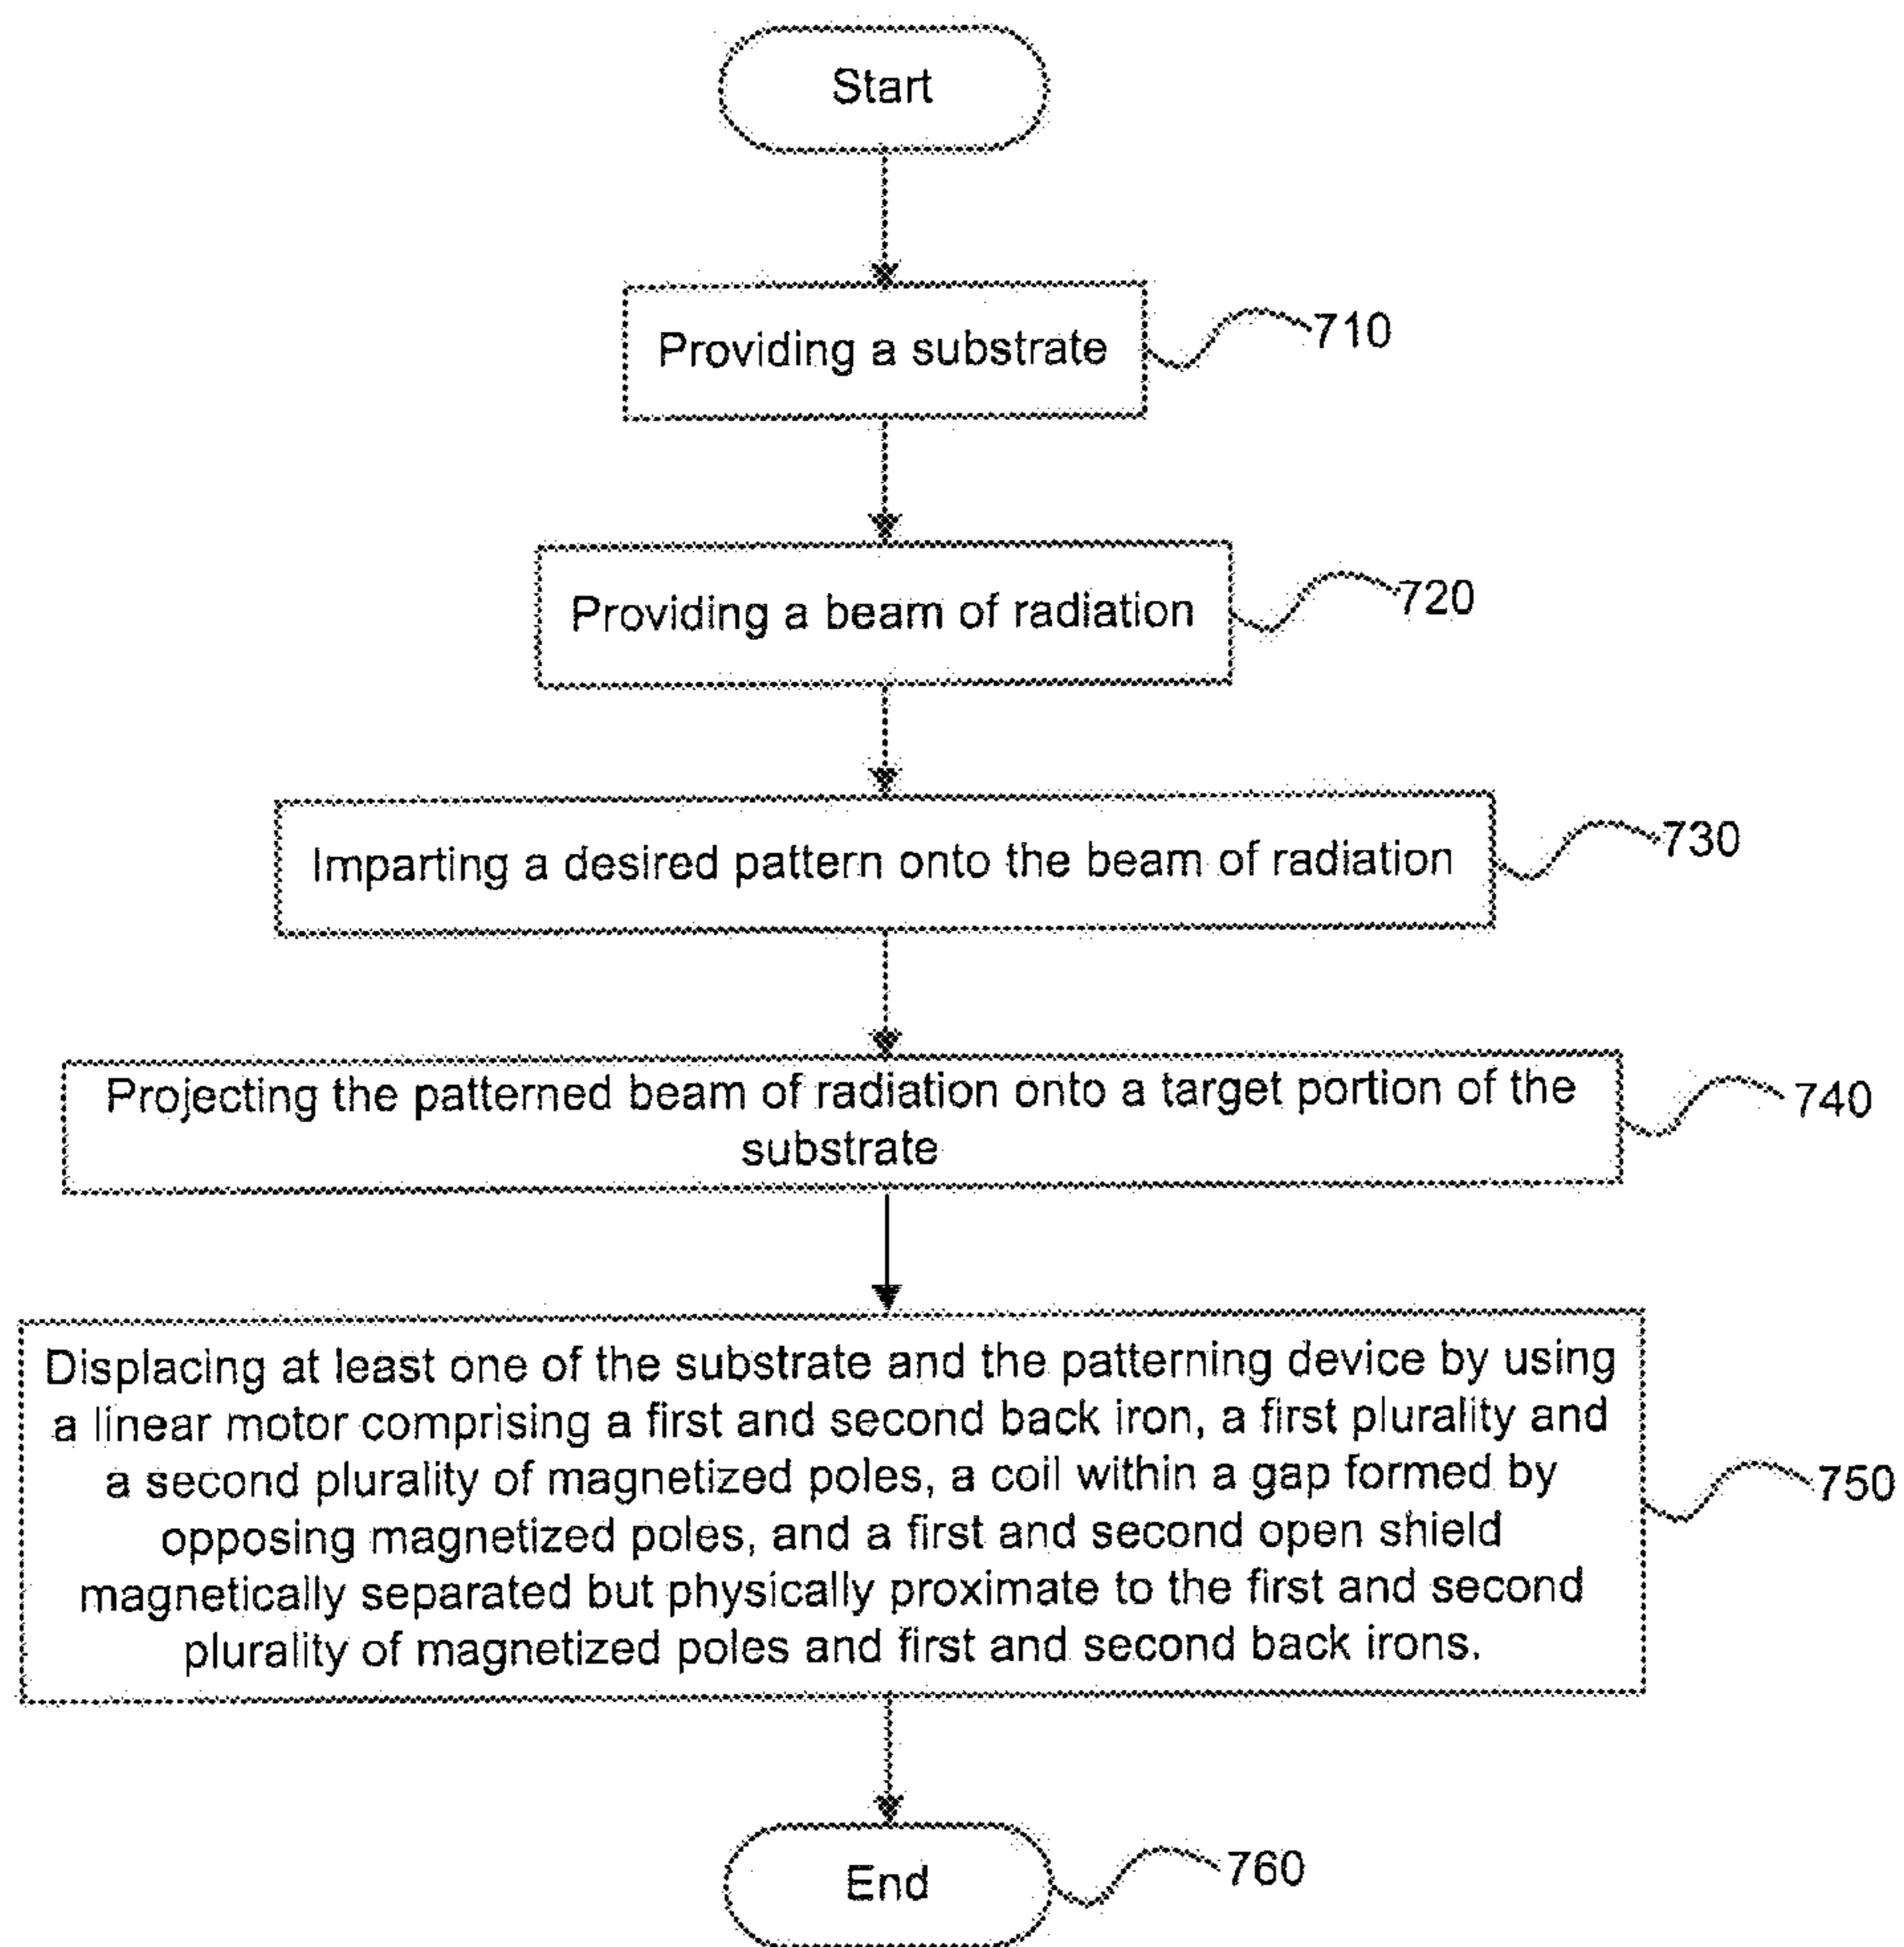 Start
Providing a substrate
710
Providing a beam of radiation
720
Imparting a desired pattern onto the beam of radiation
730
Projecting the patterned beam of radiation onto a target portion of the
substrate
740
Displacing at least one of the substrate and the patterning device by using
a linear motor comprising a first and second back iron, a first plurality and
a second plurality of magnetized poles, a coil within a gap formed by
opposing magnetized poles, and a first and second open shield
magnetically separated but physically proximate to the first and second
plurality of magnetized poles and first and second back irons.
750
End
760